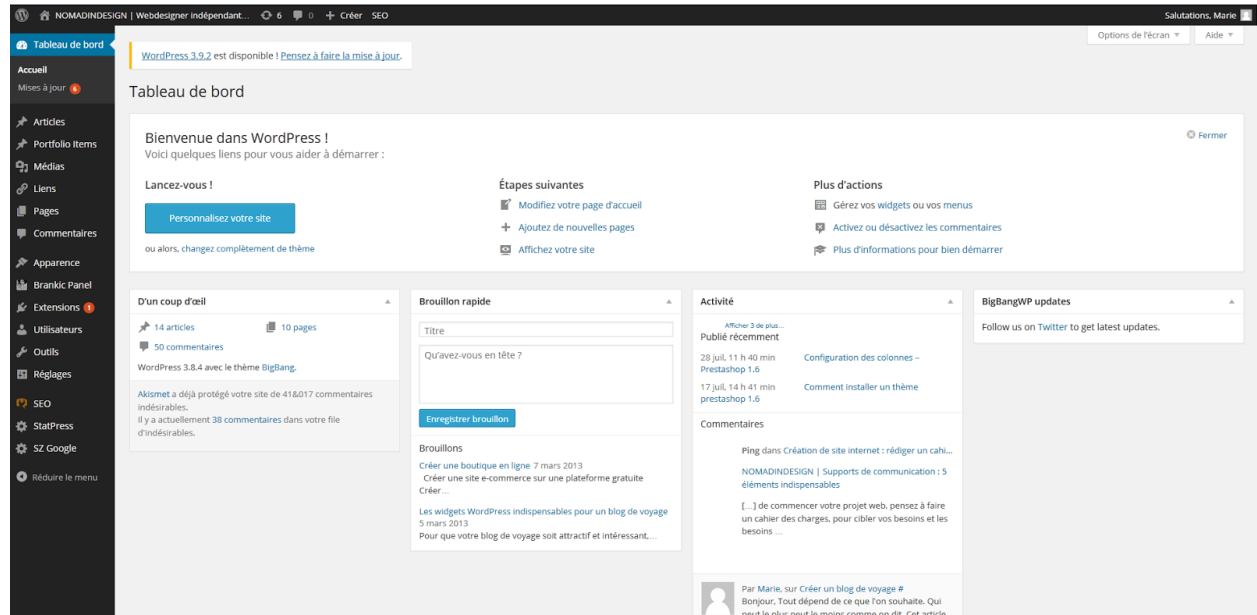 NOMADINDESIGN | Webdesigner indépendant... 6 0 + Créer SEO
Salutations, Marie
Options de l'écran
Aide
Tableau de bord
Accueil
Mises à jour 6
Articles
Portfolio Items
Médias
Liens
Pages
Commentaires
Apparence
Brankic Panel
Extensions 1
Utilisateurs
Outils
Réglages
SEO
StatPress
SZ Google
Réduire le menu
WordPress 3.9.2 est disponible ! Pensez à faire la mise à jour.
Tableau de bord
Bienvenue dans WordPress !
Voici quelques liens pour vous aider à démarrer :
Fermer
Lancez-vous !
Personnalisez votre site
ou alors, changez complètement de thème
Étapes suivantes
Modifiez votre page d'accueil
Ajoutez de nouvelles pages
Affichez votre site
Plus d'actions
Gérez vos widgets ou vos menus
Activez ou désactivez les commentaires
Plus d'informations pour bien démarrer
D'un coup d'œil
14 articles
10 pages
50 commentaires
WordPress 3.8.4 avec le thème BigBang.
Akismet a déjà protégé votre site de 41&017 commentaires
indésirables.
Il y a actuellement 38 commentaires dans votre file
d'indésirables.
Brouillon rapide
Titre
Qu'avez-vous en tête ?
Enregistrer brouillon
Brouillons
Créer une boutique en ligne 7 mars 2013
Créer une site e-commerce sur une plateforme gratuite
Créer...
Les widgets WordPress indispensables pour un blog de voyage
5 mars 2013
Pour que votre blog de voyage soit attractif et intéressant,...
Activité
Afficher 3 de plus...
Publié récemment
28 juil, 11 h 40 min Configuration des colonnes –
Prestashop 1.6
17 juil, 14 h 41 min Comment installer un thème
prestashop 1.6
Commentaires
Ping dans Création de site internet : rédiger un cahi...
NOMADINDESIGN | Supports de communication : 5
éléments indispensables
[…] de commencer votre projet web, pensez à faire
un cahier des charges, pour cibler vos besoins et les
besoins ...
Par Marie, sur Créer un blog de voyage #
Bonjour, Tout dépend de ce que l'on souhaite. Qui
peut le plus peut le moins comme on dit. Cet article
BigBangWP updates
Follow us on Twitter to get latest updates.